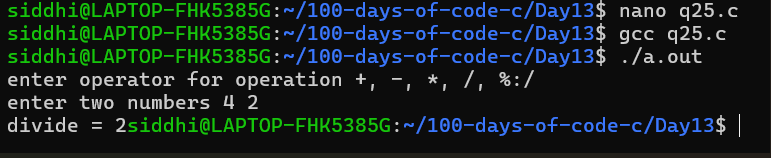 siddhi@LAPTOP-FHK5385G:~/100-days-of-code-c/Day13$ nano q25.c
siddhi@LAPTOP-FHK5385G:~/100-days-of-code-c/Day13$ gcc q25.c
siddhi@LAPTOP-FHK5385G:~/100-days-of-code-c/Day13$ ./a.out
enter operator for operation +, -, *, /, %:/
enter two numbers 4 2
divide = 2siddhi@LAPTOP-FHK5385G:~/100-days-of-code-c/Day13$